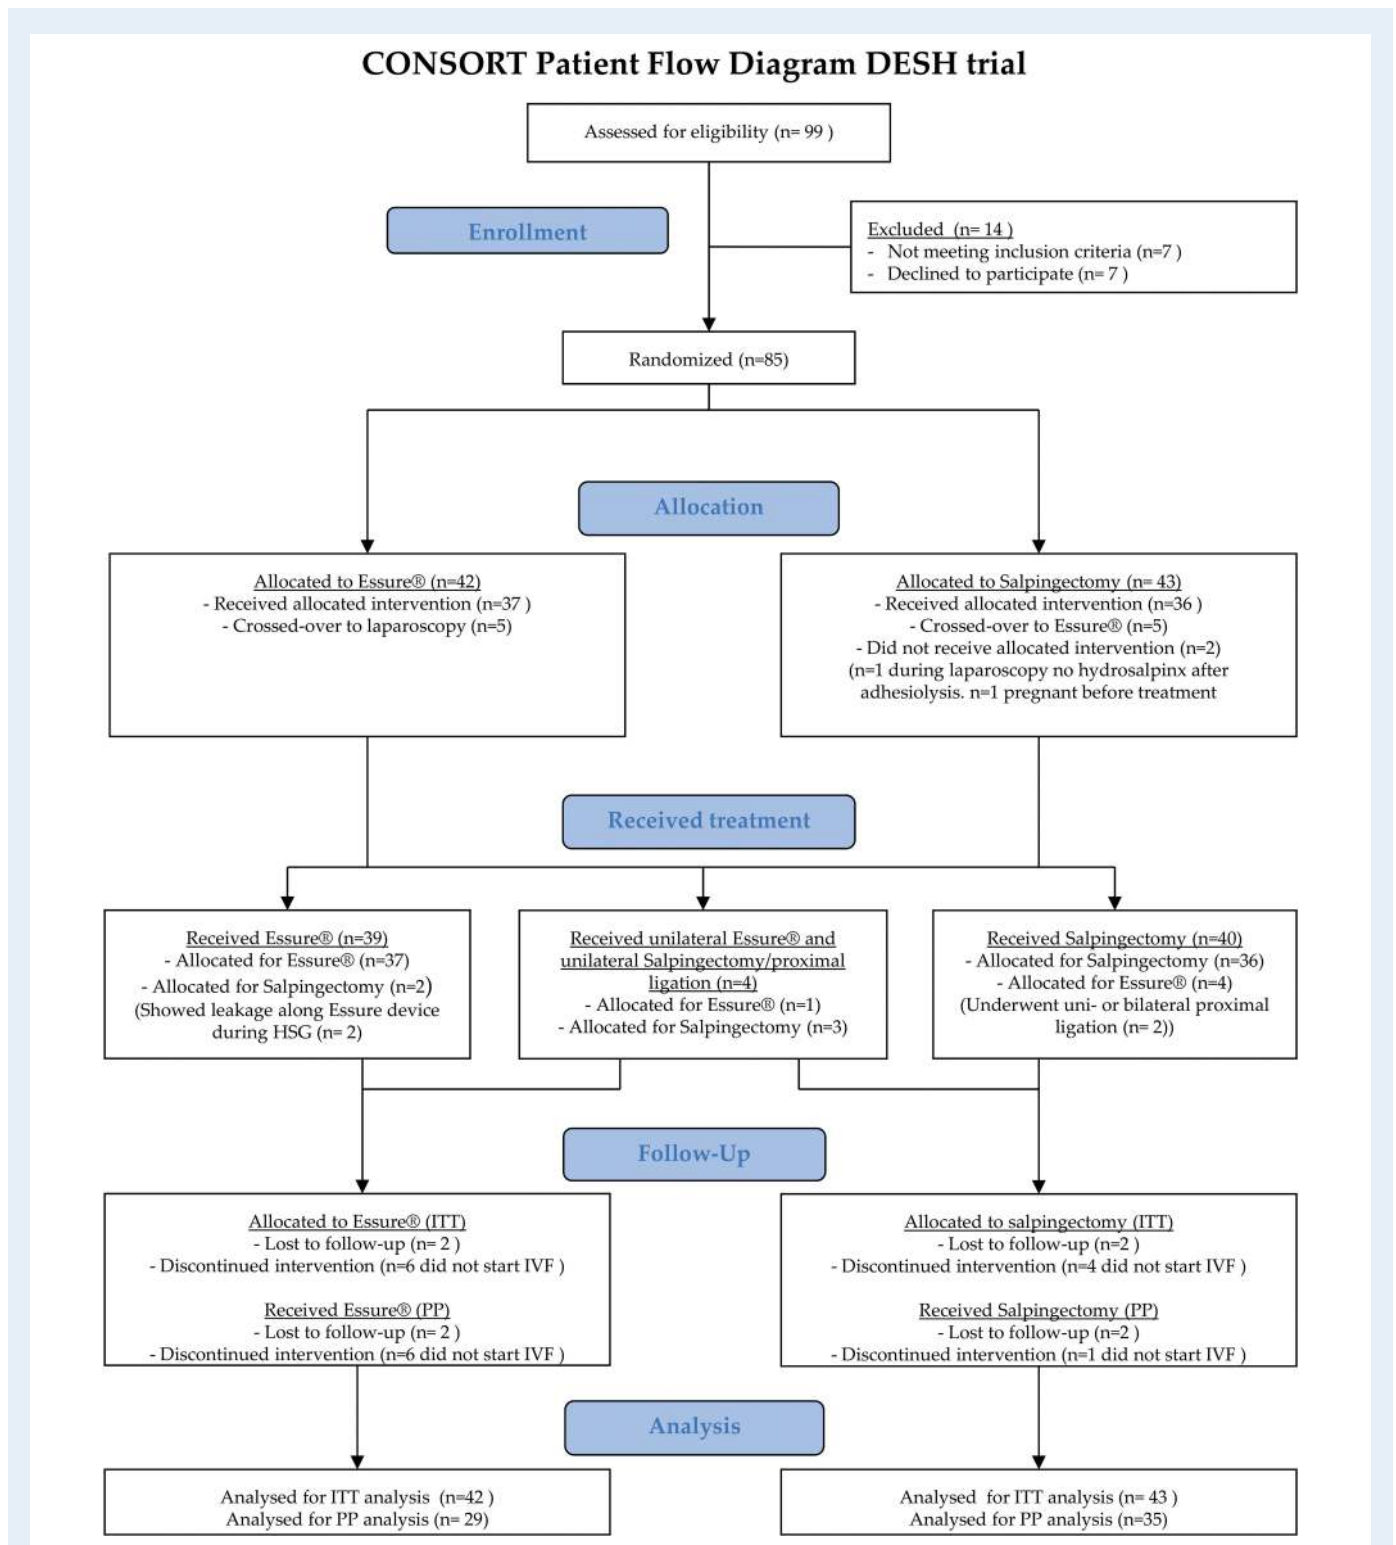 CONSORT Patient Flow Diagram DESH trial
Assessed for eligibility (n= 99 )
Enrollment
Excluded (n= 14 )
- Not meeting inclusion criteria (n=7 )
- Declined to participate (n= 7 )
Randomized (n=85)
Allocation
Allocated to Essure® (n=42)
- Received allocated intervention (n=37 )
- Crossed-over to laparoscopy (n=5)
Allocated to Salpingectomy (n= 43)
- Received allocated intervention (n=36 )
- Crossed-over to Essure® (n=5)
- Did not receive allocated intervention (n=2)
(n=1 during laparoscopy no hydrosalpinx after
adhesiolysis. n=1 pregnant before treatment
Received treatment
Received Essure® (n=39)
- Allocated for Essure® (n=37)
- Allocated for Salpingectomy (n=2)
(Showed leakage along Essure device
during HSG (n= 2)
Received unilateral Essure® and
unilateral Salpingectomy/proximal
ligation (n=4)
- Allocated for Essure® (n=1)
- Allocated for Salpingectomy (n=3)
Received Salpingectomy (n=40)
- Allocated for Salpingectomy (n=36)
- Allocated for Essure® (n=4)
(Underwent uni- or bilateral proximal
ligation (n= 2))
Follow-Up
Allocated to Essure® (ITT)
- Lost to follow-up (n= 2 )
- Discontinued intervention (n=6 did not start IVF )
Received Essure® (PP)
- Lost to follow-up (n= 2 )
- Discontinued intervention (n=6 did not start IVF )
Allocated to salpingectomy (ITT)
- Lost to follow-up (n=2 )
- Discontinued intervention (n=4 did not start IVF )
Received Salpingectomy (PP)
- Lost to follow-up (n=2 )
- Discontinued intervention (n=1 did not start IVF )
Analysis
Analysed for ITT analysis (n=42 )
Analysed for PP analysis (n= 29)
Analysed for ITT analysis (n= 43 )
Analysed for PP analysis (n=35)